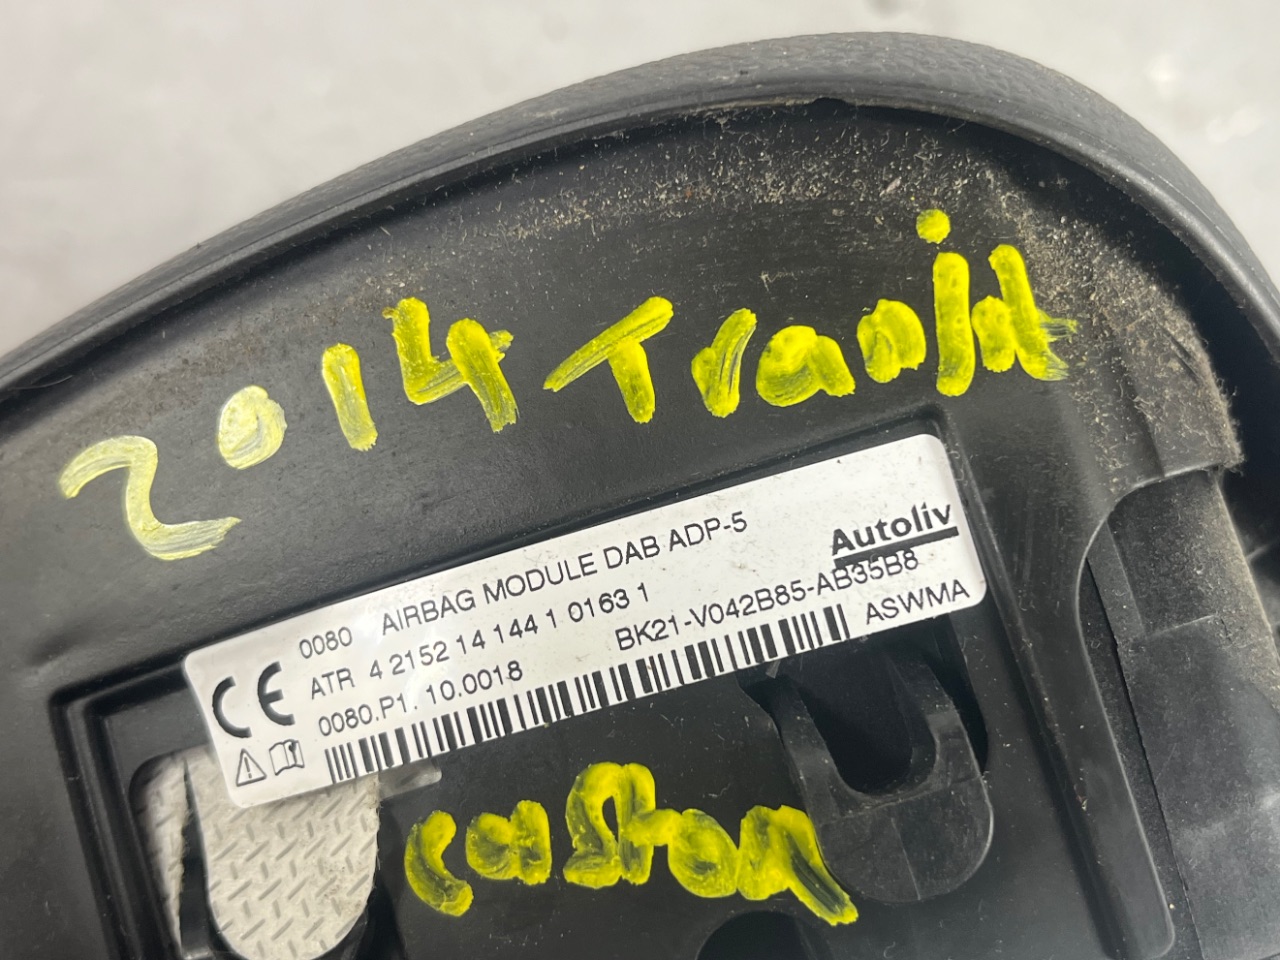 2014 Transit
Autoliv
0080 AIRBAG MODULE DAB ADP-5
ATR 4 2152 14 144 1 0163 1
BK21-V042B85-AB35B8
0080.P1. 10.0018
ASWMA
CE
custom